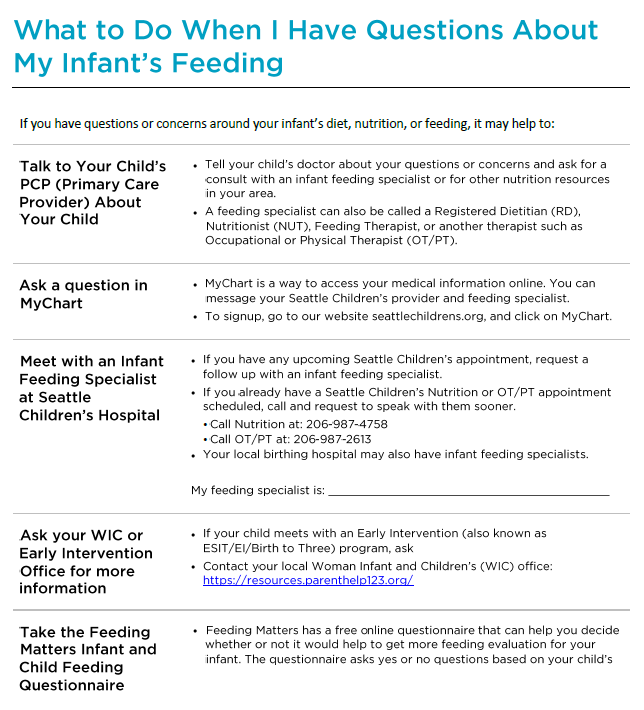 What to Do When I Have Questions About
My Infant's Feeding
If you have questions or concerns around your infant's diet, nutrition, or feeding, it may help to:
Talk to Your Child's
PCP (Primary Care
Provider) About
Your Child
• Tell your child's doctor about your questions or concerns and ask for a
consult with an infant feeding specialist or for other nutrition resources
in your area.
• A feeding specialist can also be called a Registered Dietitian (RD),
Nutritionist (NUT), Feeding Therapist, or another therapist such as
Occupational or Physical Therapist (OT/PT).
Ask a question in
MyChart
• MyChart is a way to access your medical information online. You can
message your Seattle Children's provider and feeding specialist.
• To signup, go to our website seattlechildrens.org, and click on MyChart.
Meet with an Infant
Feeding Specialist
at Seattle
Children's Hospital
• If you have any upcoming Seattle Children's appointment, request a
follow up with an infant feeding specialist.
• If you already have a Seattle Children's Nutrition or OT/PT appointment
scheduled, call and request to speak with them sooner.
• Call Nutrition at: 206-987-4758
• Call OT/PT at: 206-987-2613
• Your local birthing hospital may also have infant feeding specialists.
My feeding specialist is: ____________________
Ask your WIC or
Early Intervention
Office for more
information
• If your child meets with an Early Intervention (also known as
ESIT/EI/Birth to Three) program, ask
• Contact your local Woman Infant and Children's (WIC) office:
https://resources.parenthelp123.org/
Take the Feeding
Matters Infant and
Child Feeding
Questionnaire
• Feeding Matters has a free online questionnaire that can help you decide
whether or not it would help to get more feeding evaluation for your
infant. The questionnaire asks yes or no questions based on your child's